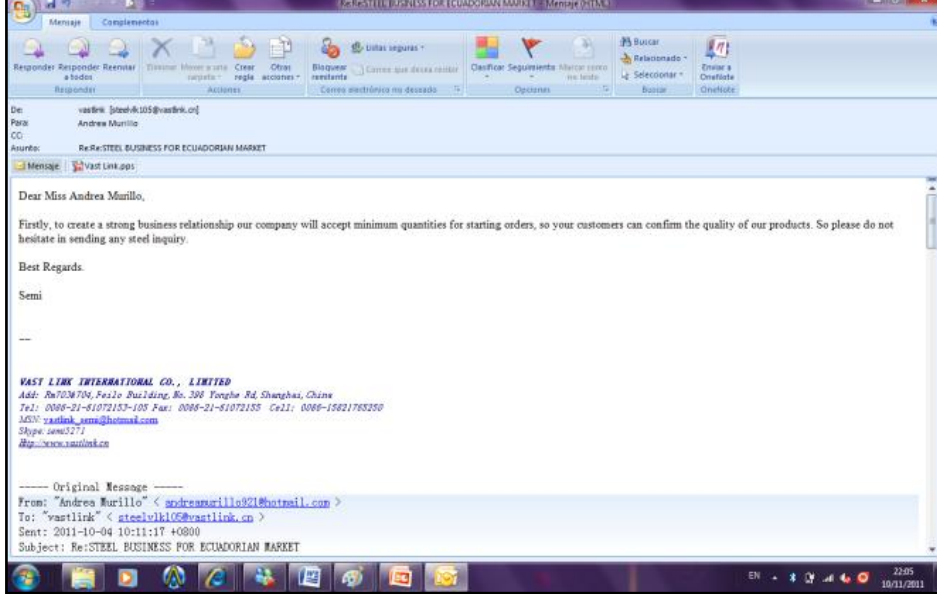 Re:Re:STEEL BUSINESS FOR ECUADORIAN MARKET - Mensaje (HTML)
Mensaje Complementos
Responder Responder a todos Reenviar
Eliminar Mover a una carpeta Crear regla Otras acciones
Bloquear remitente Listas seguras
Clasificar Seguimiento Marcar como no leído
Buscar
Relacionado
Seleccionar
Enviar a OneNote
Responder Acciones Correo electrónico no deseado Opciones Buscar OneNote
De: vastlink [steelvlk105@vastlink.cn]
Para: Andrea Murillo
CC:
Asunto: Re:Re:STEEL BUSINESS FOR ECUADORIAN MARKET
Mensaje Vast Link.pps
Dear Miss Andrea Murillo,
Firstly, to create a strong business relationship our company will accept minimum quantities for starting orders, so your customers can confirm the quality of our products. So please do not
hesitate in sending any steel inquiry.
Best Regards.
Semi
--
VAST LINK INTERNATIONAL CO., LIMITED
Add: Rm703&704, Feilo Building, No. 398 Yonghe Rd, Shanghai, China
Tel: 0086-21-61072153-105 Fax: 0086-21-61072155 Cell: 0086-15821765250
MSN: vastlink_semi@hotmail.com
Skype: semi5271
Http://www.vastlink.cn
----- Original Message -----
From: "Andrea Murillo" < andreamurillo921@hotmail.com >
To: "vastlink" < steelvlk105@vastlink.cn >
Sent: 2011-10-04 10:11:17 +0800
Subject: Re:STEEL BUSINESS FOR ECUADORIAN MARKET
EN 22:05
10/11/2011